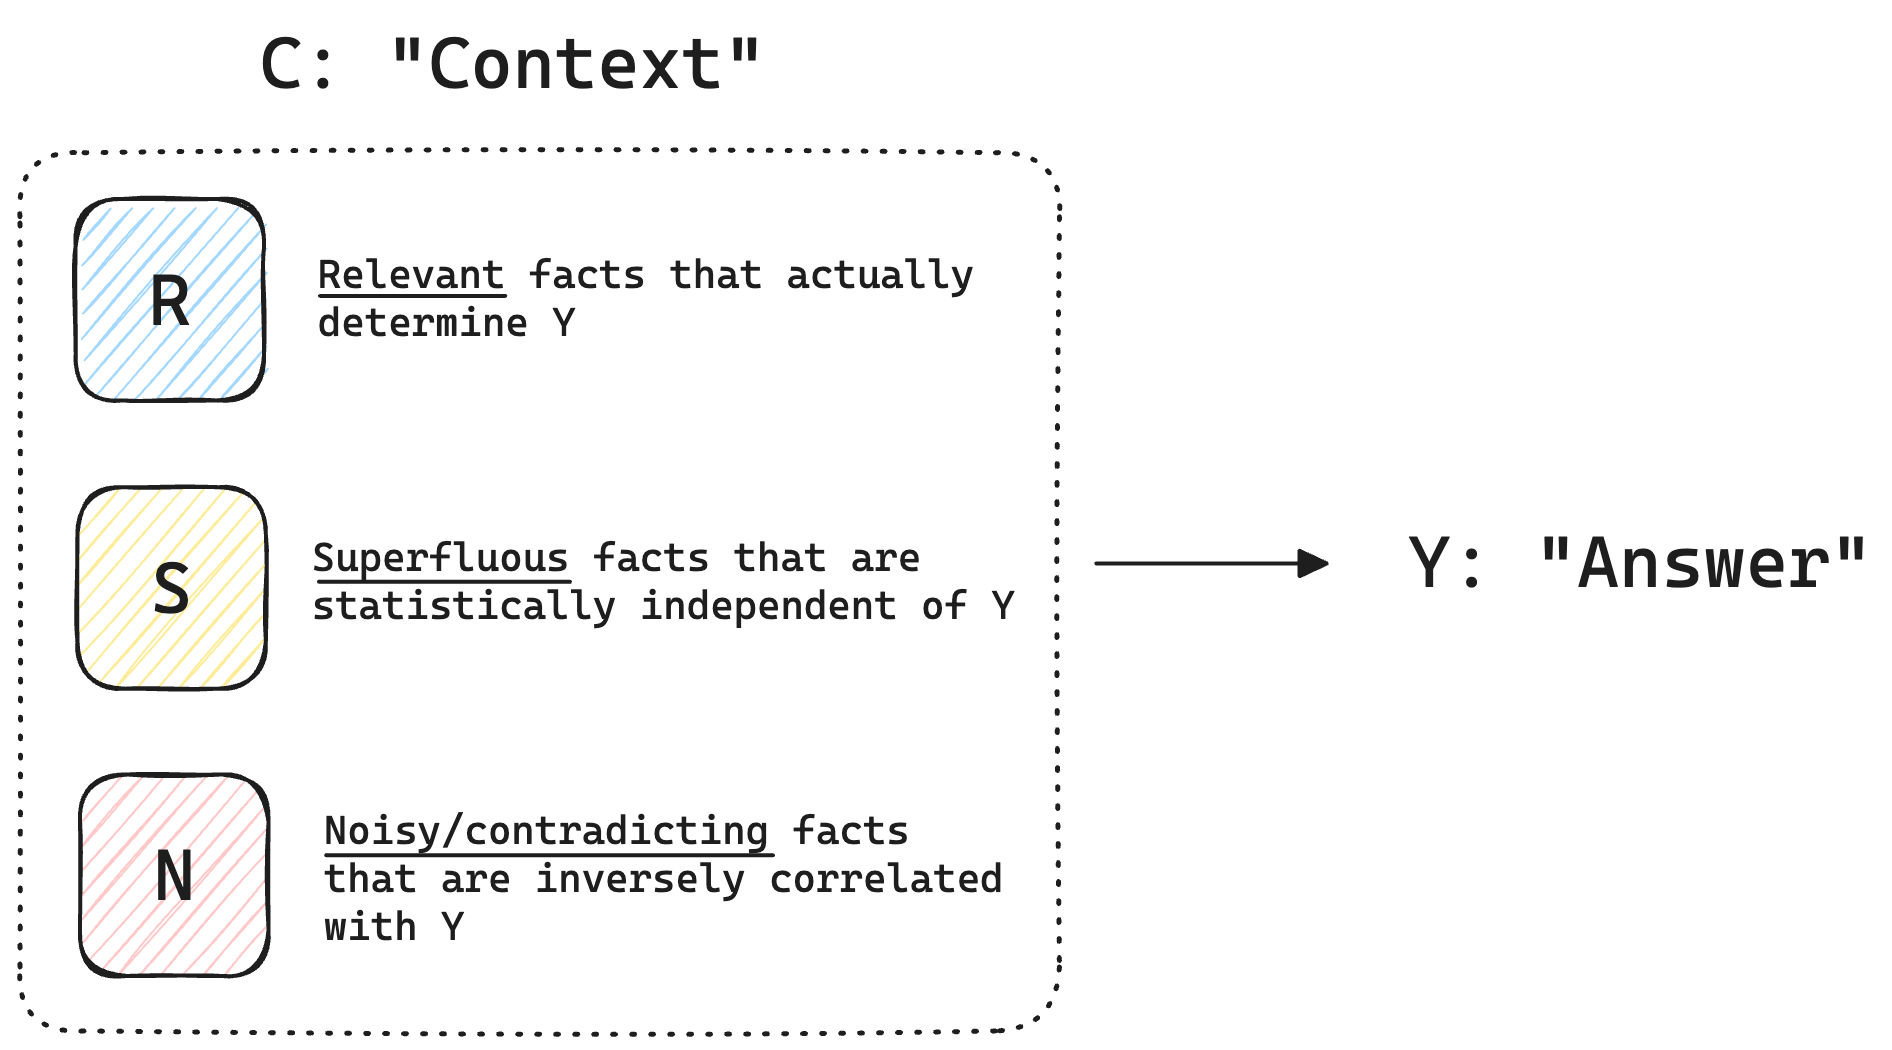 C: "Context"
R
Relevant facts that actually
determine Y
S
Superfluous facts that are
statistically independent of Y
N
Noisy/contradicting facts
that are inversely correlated
with Y
Y: "Answer"